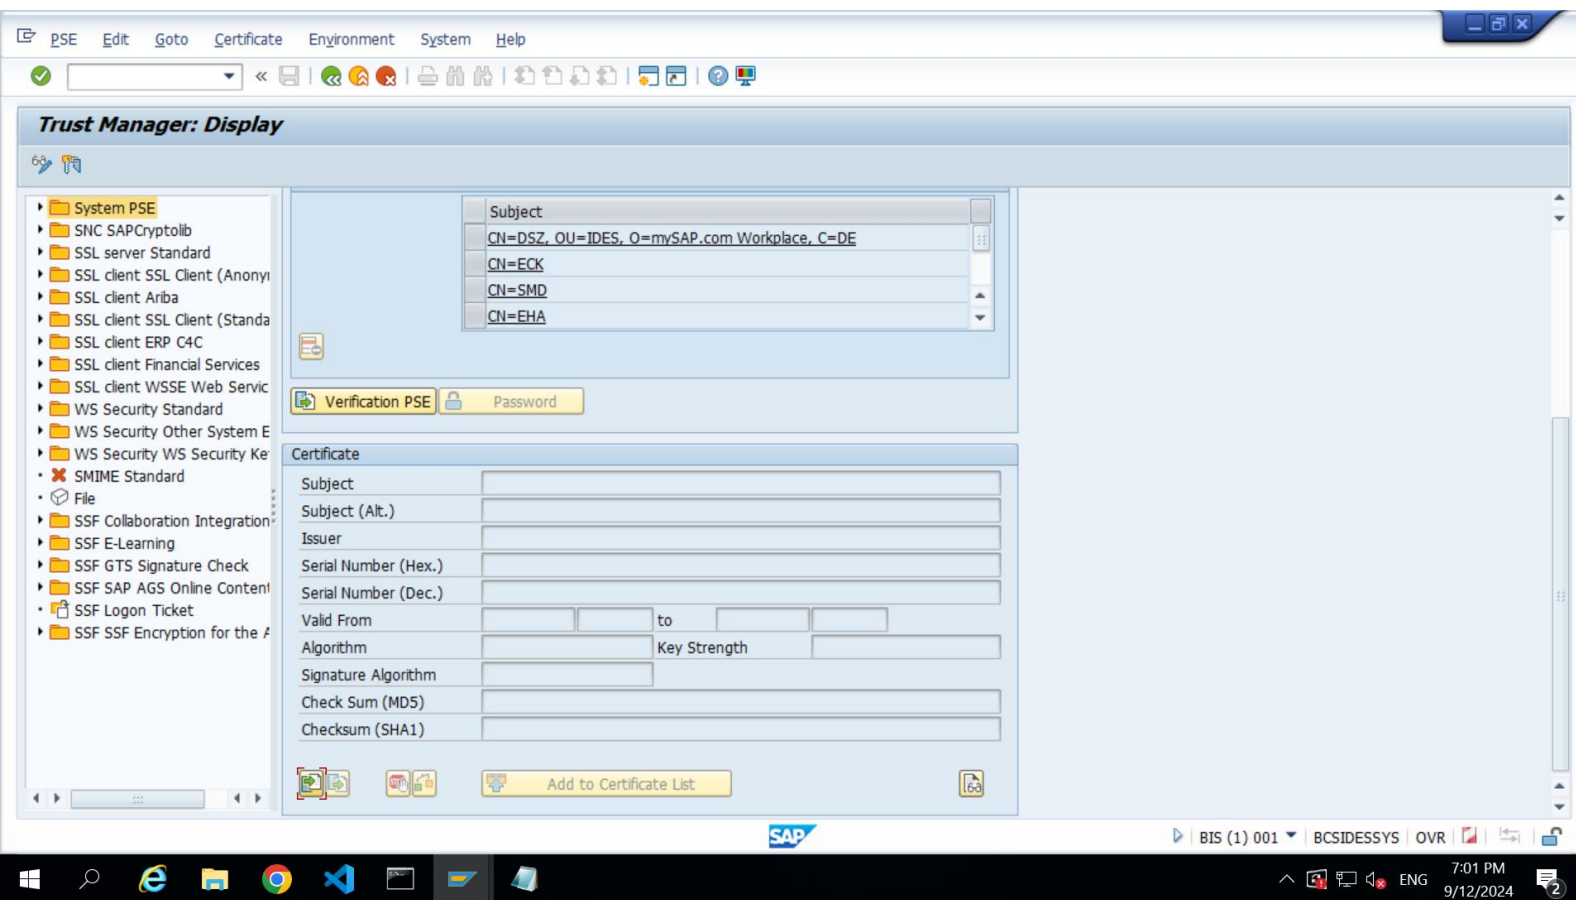 PSE Edit Goto Certificate Environment System Help
Trust Manager: Display
System PSE
SNC SAPCryptolib
SSL server Standard
SSL client SSL Client (Anony
SSL client Ariba
SSL client SSL Client (Standa
SSL client ERP C4C
SSL client Financial Services
SSL client WSSE Web Servic
WS Security Standard
WS Security Other System E
WS Security WS Security Ke
SMIME Standard
File
SSF Collaboration Integration
SSF E-Learning
SSF GTS Signature Check
SSF SAP AGS Online Content
SSF Logon Ticket
SSF SSF Encryption for the A
Subject
CN=DSZ, OU=IDES, O=mySAP.com Workplace, C=DE
CN=ECK
CN=SMD
CN=EHA
Verification PSE Password
Certificate
Subject
Subject (Alt.)
Issuer
Serial Number (Hex.)
Serial Number (Dec.)
Valid From to
Algorithm Key Strength
Signature Algorithm
Check Sum (MD5)
Checksum (SHA1)
Add to Certificate List
SAP
BIS (1) 001 BCSIDESSYS OVR
ENG
7:01 PM
9/12/2024
2